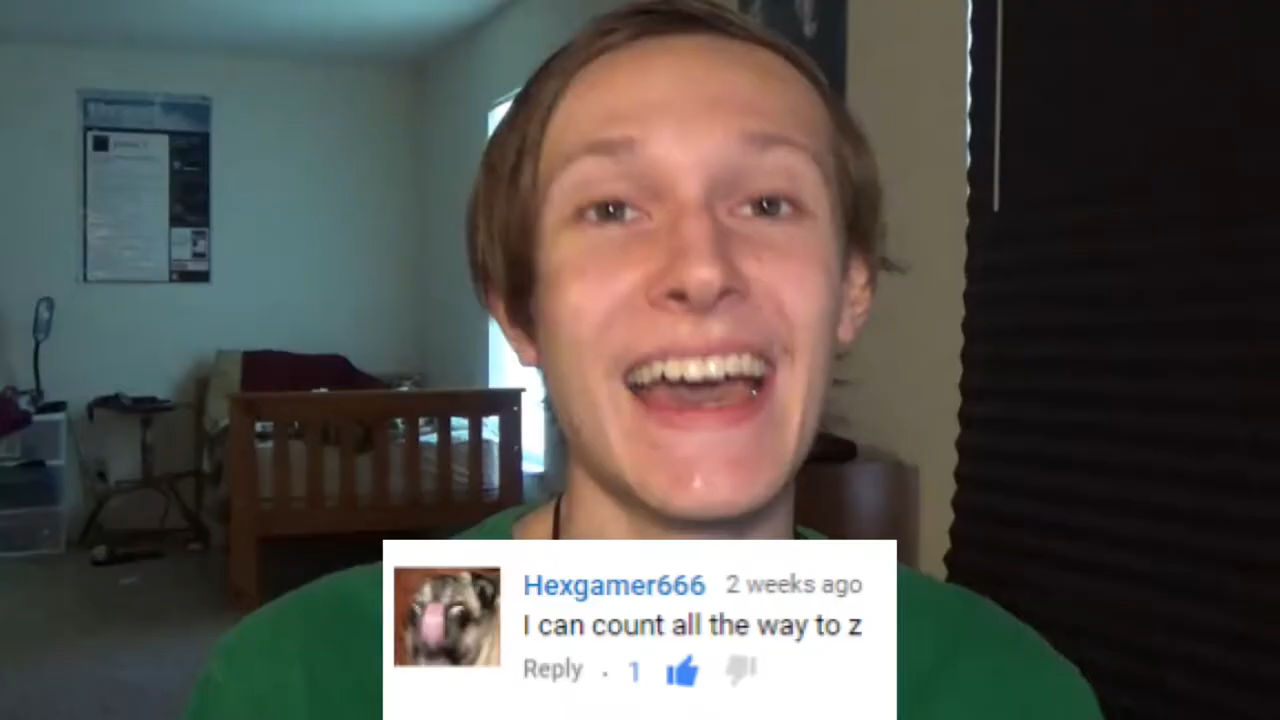 Hexgamer666 2 weeks ago
I can count all the way to z
Reply · 1